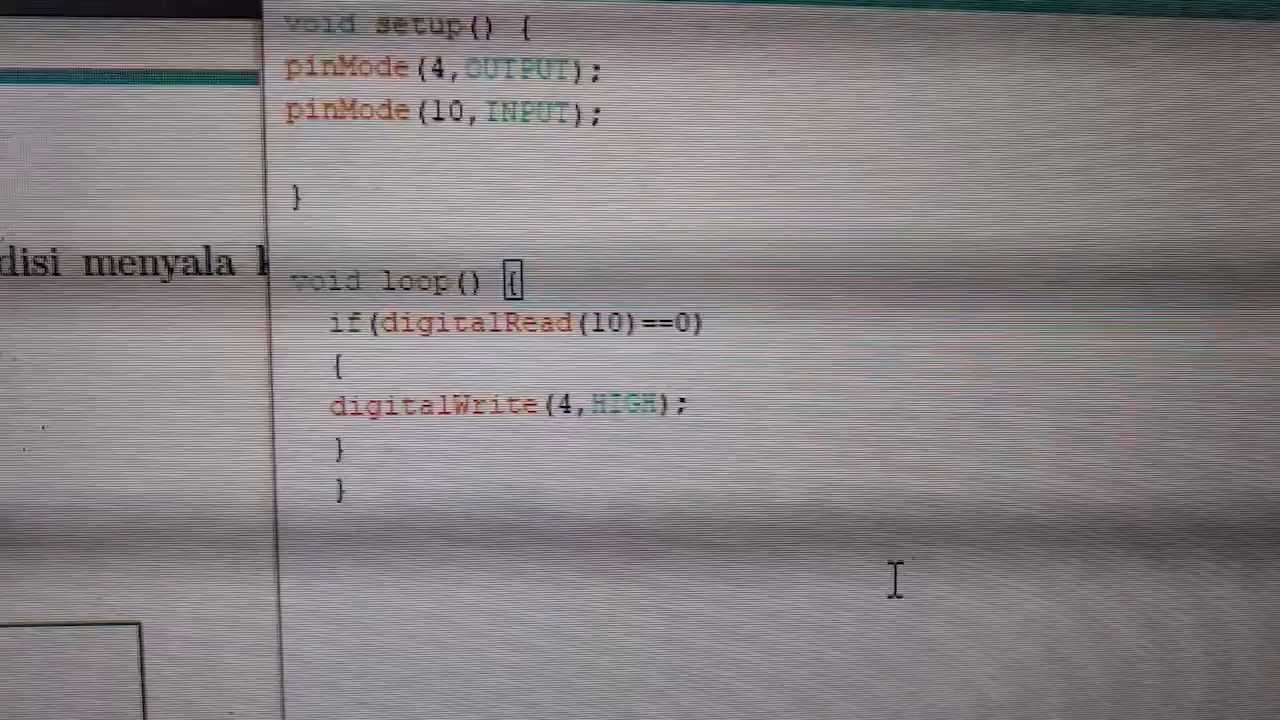 void setup() {
pinMode(4,OUTPUT);
pinMode(10,INPUT);
}
disi menyala
void loop() {
if(digitalRead(10)==0)
{
digitalWrite(4,HIGH);
}
}